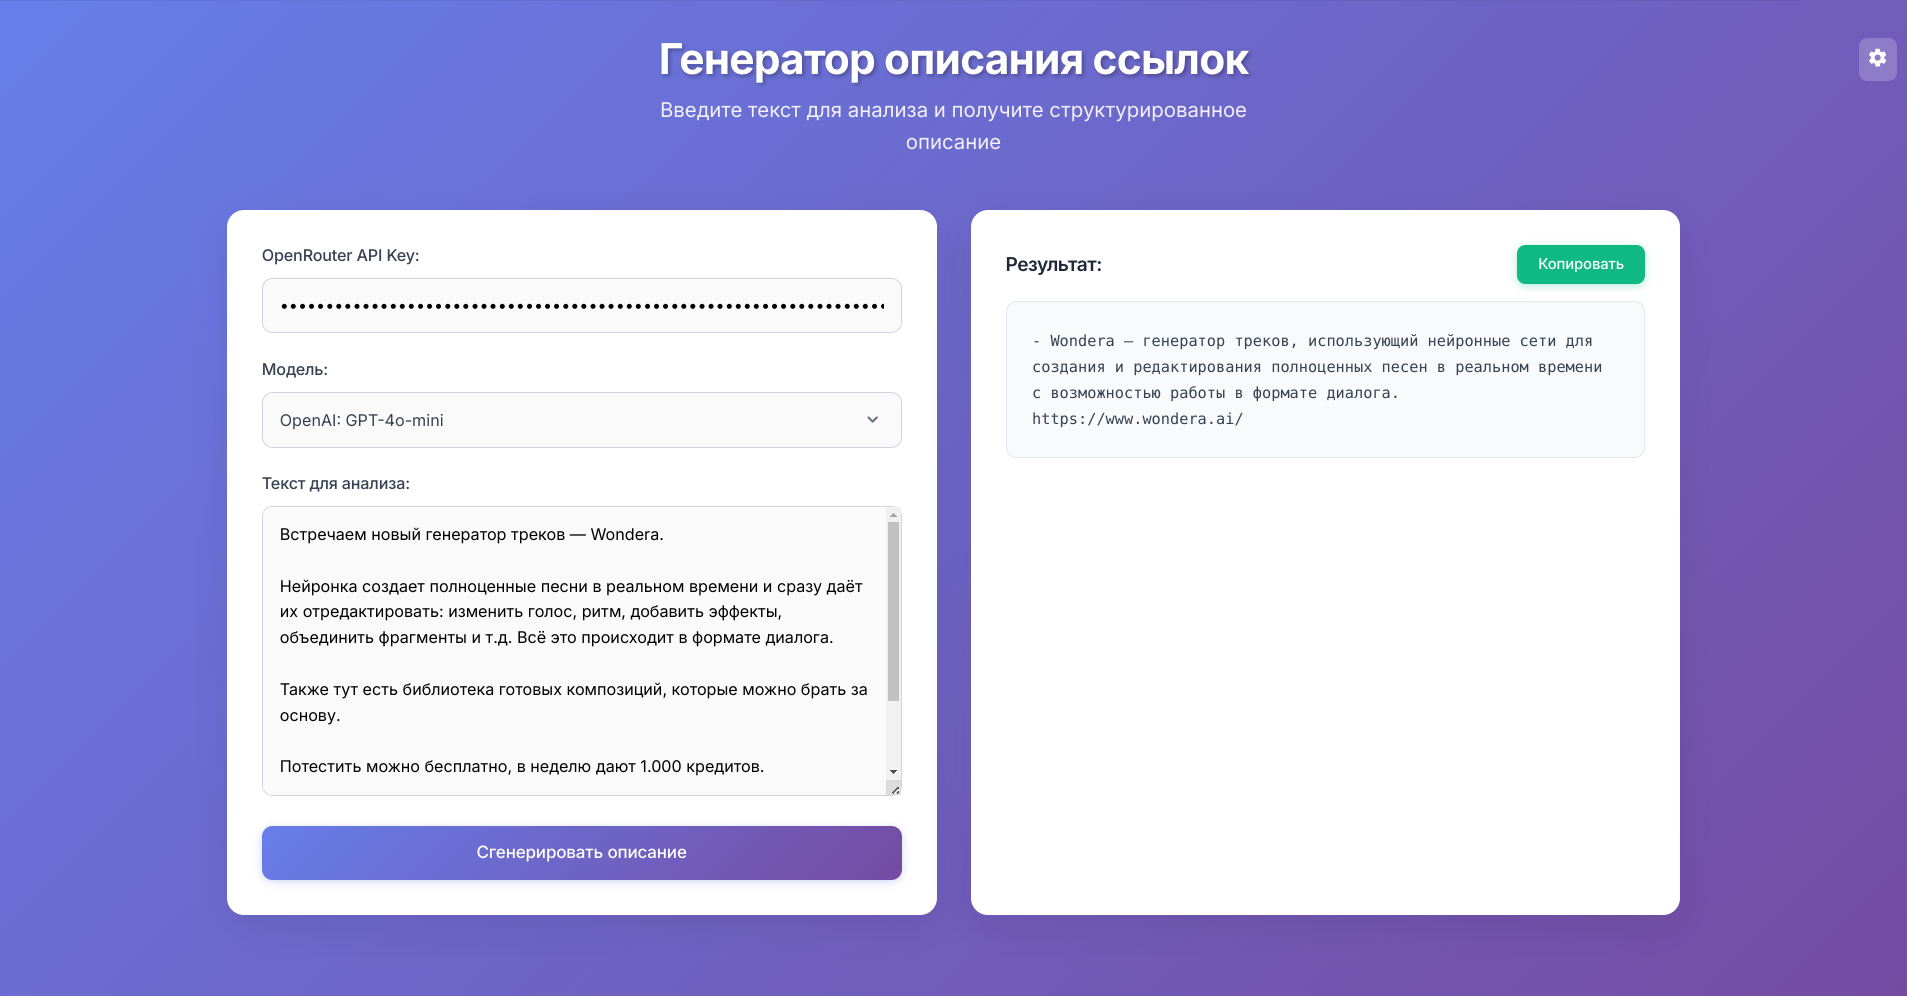 Генератор описания ссылок
Введите текст для анализа и получите структурированное
описание
OpenRouter API Key:
Модель:
OpenAI: GPT-4o-mini
Текст для анализа:
Встречаем новый генератор треков — Wondera.
Нейронка создает полноценные песни в реальном времени и сразу даёт
их отредактировать: изменить голос, ритм, добавить эффекты,
объединить фрагменты и т.д. Всё это происходит в формате диалога.
Также тут есть библиотека готовых композиций, которые можно брать за
основу.
Потестить можно бесплатно, в неделю дают 1.000 кредитов.
Сгенерировать описание
Результат:
Копировать
- Wondera — генератор треков, использующий нейронные сети для
создания и редактирования полноценных песен в реальном времени
с возможностью работы в формате диалога.
https://www.wondera.ai/